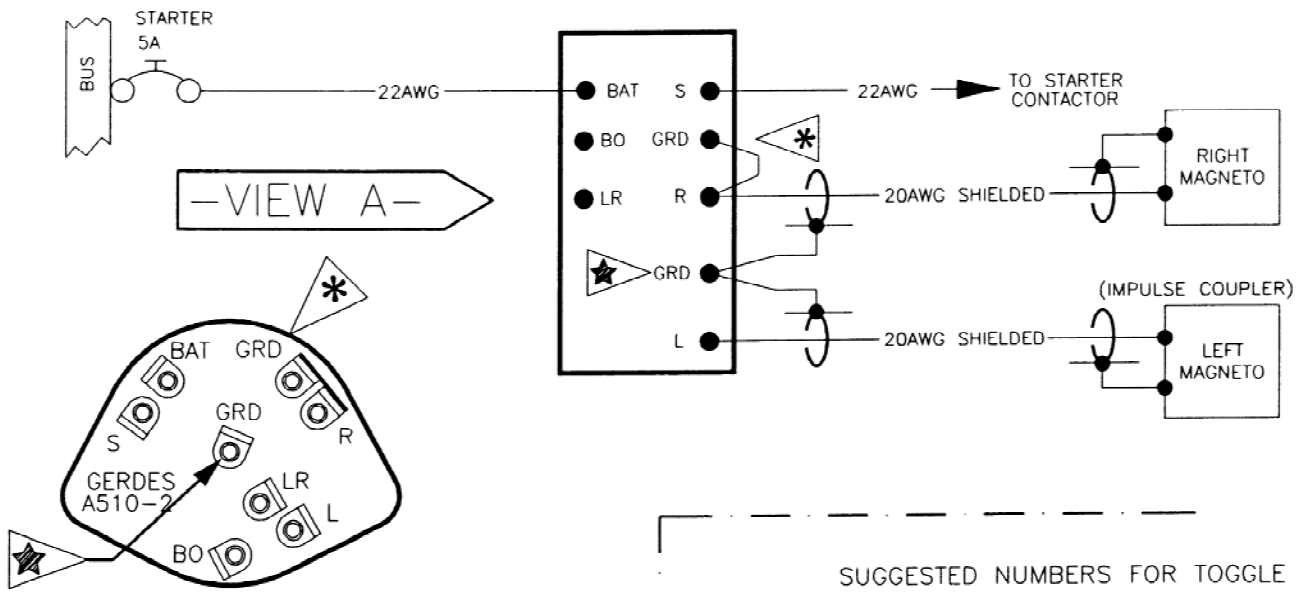 STARTER
5A
BUS
22AWG
BAT S
22AWG
TO STARTER
CONTACTOR
BO GRD
*
RIGHT
MAGNETO
-VIEW A-
LR R
20AWG SHIELDED
GRD
(IMPULSE COUPLER)
L
20AWG SHIELDED
LEFT
MAGNETO
*
BAT GRD
GRD
S
R
GERDES
A510-2
LR
L
BO
SUGGESTED NUMBERS FOR TOGGLE